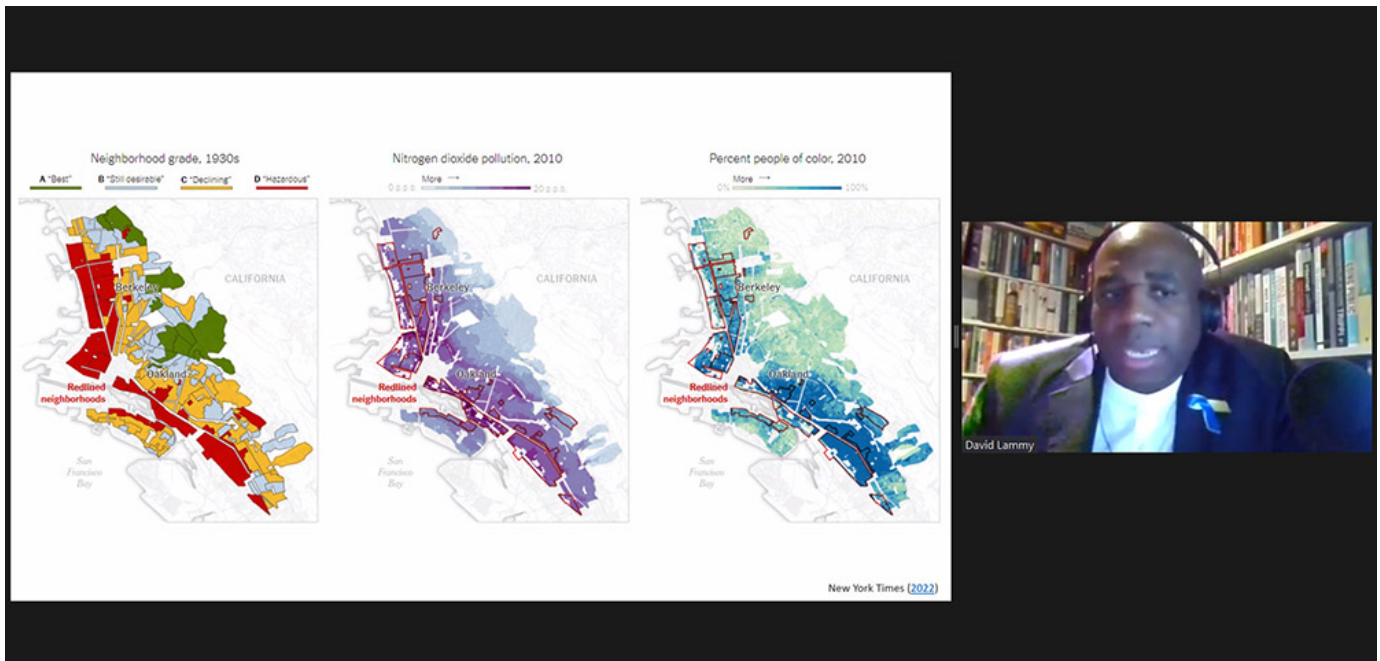 Neighborhood grade, 1930s
A "Best" B "Still desirable" C "Declining" D "Hazardous"
CALIFORNIA
Berkeley
Oakland
Redlined
neighborhoods
San
Francisco
Bay
Nitrogen dioxide pollution, 2010
More →
0 p.p.b. 20 p.p.b.
CALIFORNIA
Berkeley
Oakland
Redlined
neighborhoods
San
Francisco
Bay
Percent people of color, 2010
More →
0% 100%
CALIFORNIA
Berkeley
Oakland
Redlined
neighborhoods
San
Francisco
Bay
New York Times (2022)
David Lammy